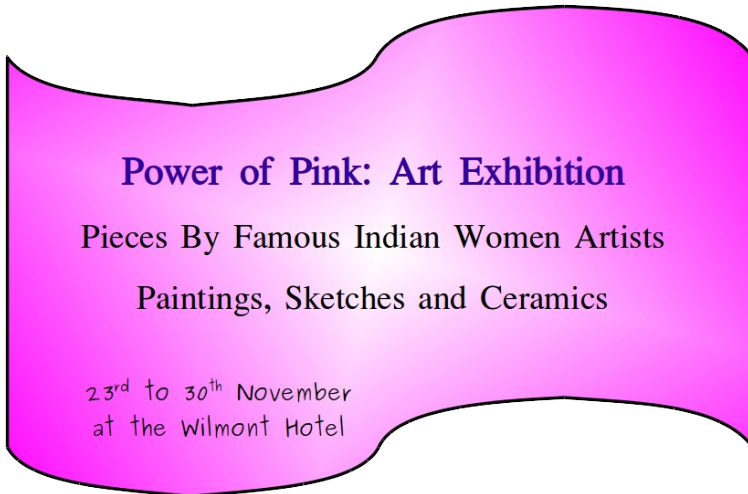 Power of Pink: Art Exhibition
Pieces By Famous Indian Women Artists
Paintings, Sketches and Ceramics
23rd to 30th November
at the Wilmont Hotel